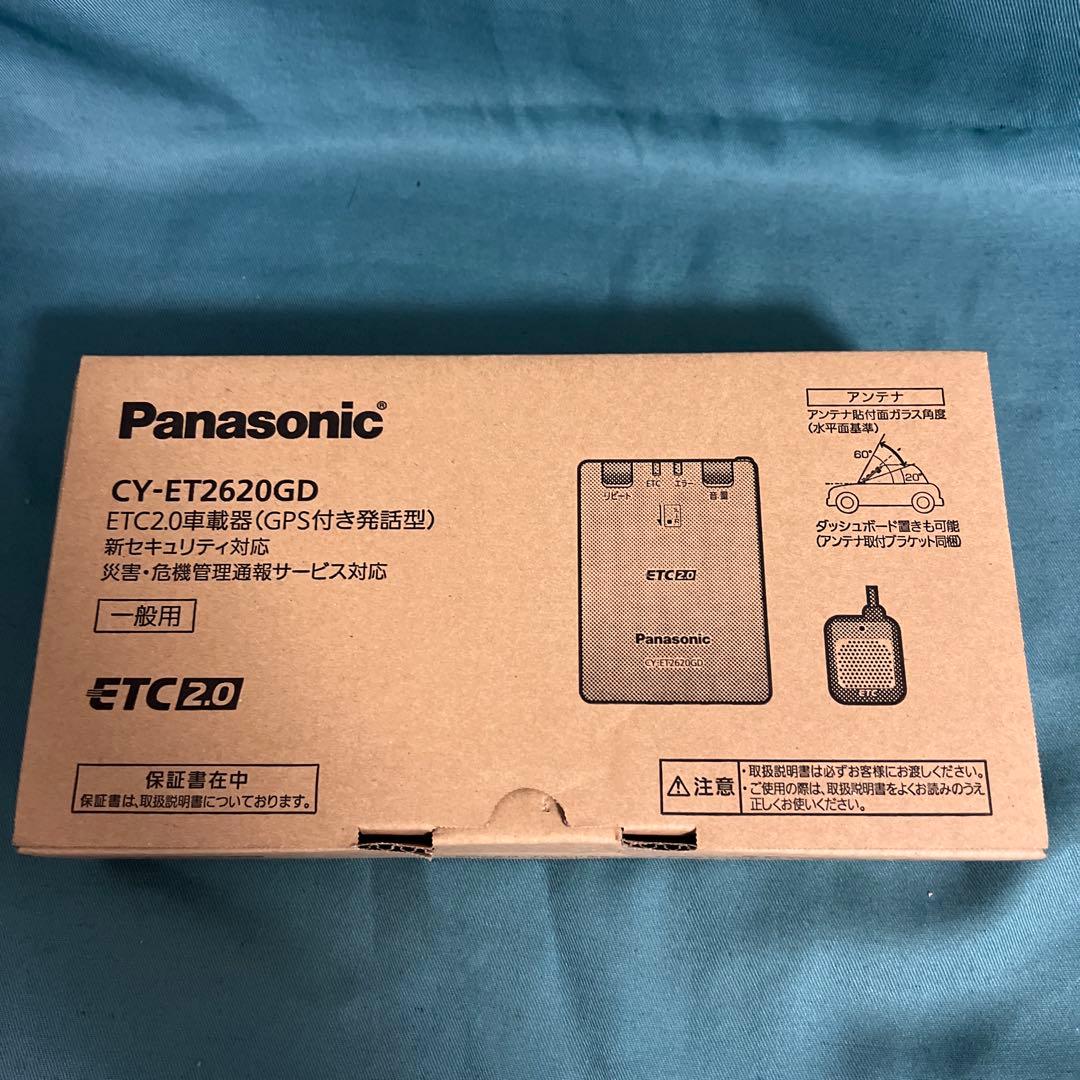 Panasonic®
CY-ET2620GD
ETC2.0車載器(GPS付き発話型)
新セキュリティ対応
災害・危機管理通報サービス対応
一般用
ETC2.0
保証書在中
保証書は、取扱説明書についております。
リピート
ETC
エラー
音量
ETC2.0
Panasonic
CY-ET2620GD
アンテナ
アンテナ貼付面ガラス角度
(水平面基準)
60°
20°
ダッシュボード置きも可能
(アンテナ取付ブラケット同梱)
ETC
注意
・取扱説明書は必ずお客様にお渡しください。
・ご使用の際は、取扱説明書をよくお読みのうえ
正しくお使いください。